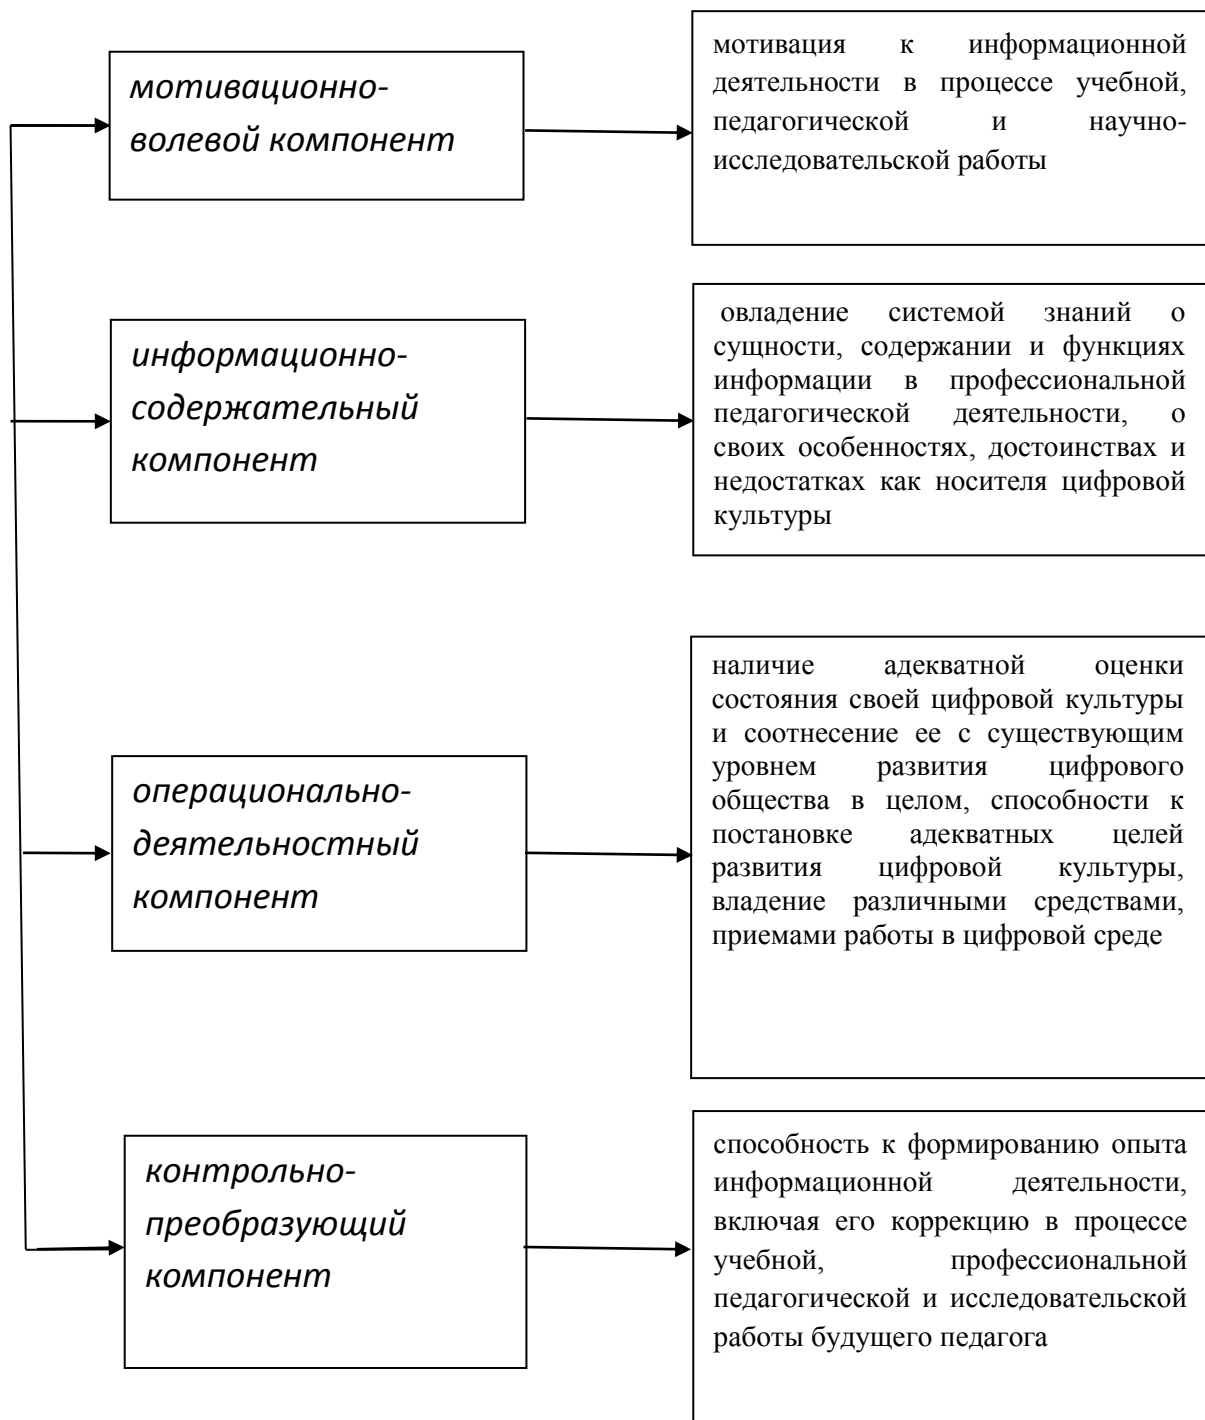 мотивационно-
волевой компонент
мотивация к информационной
деятельности в процессе учебной,
педагогической и научно-
исследовательской работы
информационно-
содержательный
компонент
овладение системой знаний о
сущности, содержании и функциях
информации в профессиональной
педагогической деятельности, о
своих особенностях, достоинствах и
недостатках как носителя цифровой
культуры
операционально-
деятельностный
компонент
наличие адекватной оценки
состояния своей цифровой культуры
и соотнесение ее с существующим
уровнем развития цифрового
общества в целом, способности к
постановке адекватных целей
развития цифровой культуры,
владение различными средствами,
приемами работы в цифровой среде
контрольно-
преобразующий
компонент
способность к формированию опыта
информационной деятельности,
включая его коррекцию в процессе
учебной, профессиональной
педагогической и исследовательской
работы будущего педагога